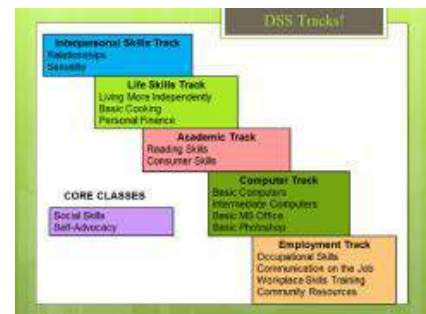 DSS Tracks!
Interpersonal Skills Track
Relationships
Sexuality
Life Skills Track
Living More Independently
Basic Cooking
Personal Finance
Academic Track
Reading Skills
Consumer Skills
Computer Track
Basic Computers
Intermediate Computers
Basic MS Office
Basic Photoshop
CORE CLASSES
Social Skills
Self-Advocacy
Employment Track
Occupational Skills
Communication on the Job
Workplace Skills Training
Community Resources